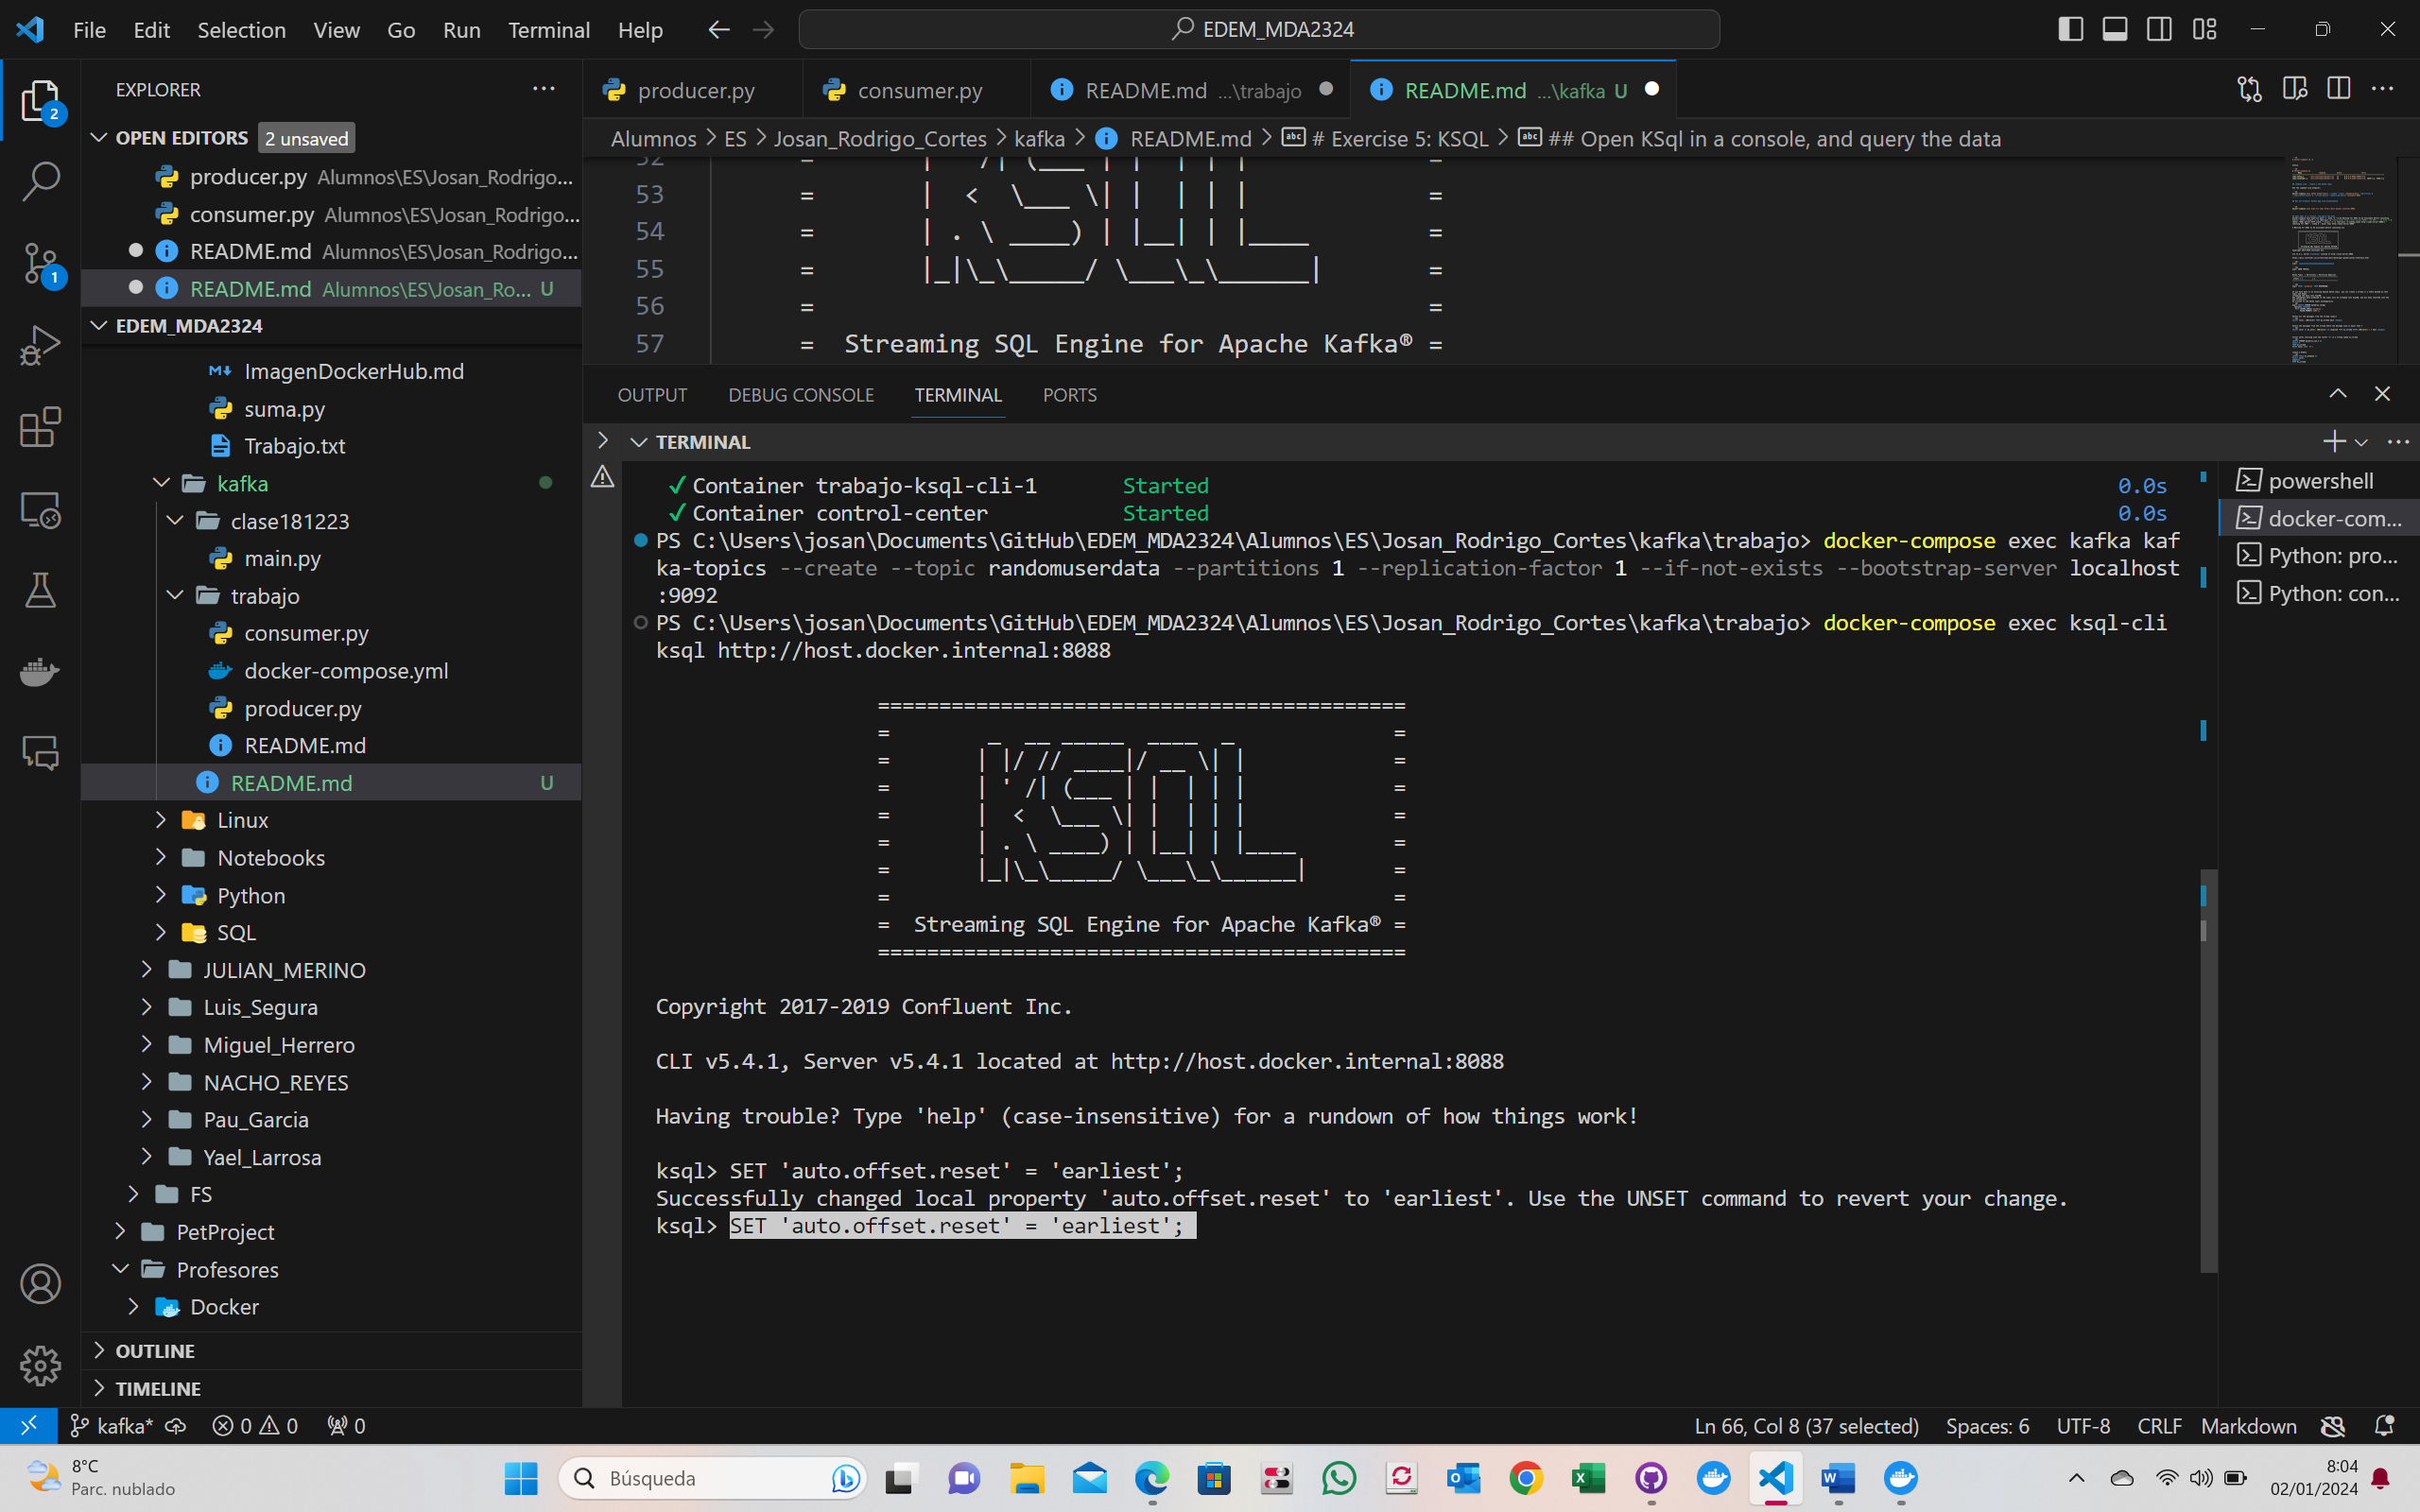 File Edit Selection View Go Run Terminal Help
EDEM_MDA2324
EXPLORER
OPEN EDITORS 2 unsaved
producer.py Alumnos\ES\Josan_Rodrigo...
consumer.py Alumnos\ES\Josan_Rodrigo...
README.md Alumnos\ES\Josan_Rodrigo...
README.md Alumnos\ES\Josan_Ro... U
EDEM_MDA2324
ImagenDockerHub.md
suma.py
Trabajo.txt
kafka
clase181223
main.py
trabajo
consumer.py
docker-compose.yml
producer.py
README.md
README.md U
Linux
Notebooks
Python
SQL
JULIAN_MERINO
Luis_Segura
Miguel_Herrero
NACHO_REYES
Pau_Garcia
Yael_Larrosa
FS
PetProject
Profesores
Docker
OUTLINE
TIMELINE
2
1
producer.py
consumer.py
README.md ...\trabajo
README.md ...\kafka U
Alumnos > ES > Josan_Rodrigo_Cortes > kafka > README.md > # Exercise 5: KSQL > ## Open KSql in a console, and query the data
52 = | ' /| (___ | | | | | =
53 = | < \___ \| | | | | =
54 = | . \ ____) | |__| | |____ =
55 = |_|\_\_____/ \___\_\______| =
56 = =
57 = Streaming SQL Engine for Apache Kafka® =
OUTPUT DEBUG CONSOLE TERMINAL PORTS
TERMINAL
✓ Container trabajo-ksql-cli-1 Started 0.0s
✓ Container control-center Started 0.0s
PS C:\Users\josan\Documents\GitHub\EDEM_MDA2324\Alumnos\ES\Josan_Rodrigo_Cortes\kafka\trabajo> docker-compose exec kafka kaf
ka-topics --create --topic randomuserdata --partitions 1 --replication-factor 1 --if-not-exists --bootstrap-server localhost
:9092
PS C:\Users\josan\Documents\GitHub\EDEM_MDA2324\Alumnos\ES\Josan_Rodrigo_Cortes\kafka\trabajo> docker-compose exec ksql-cli
ksql http://host.docker.internal:8088
===========================================
= _ __ _____ ____ _ =
= | |/ // ____|/ __ \| | =
= | ' /| (___ | | | | | =
= | < \___ \| | | | | =
= | . \ ____) | |__| | |____ =
= |_|\_\_____/ \___\_\______| =
= =
= Streaming SQL Engine for Apache Kafka® =
===========================================
Copyright 2017-2019 Confluent Inc.
CLI v5.4.1, Server v5.4.1 located at http://host.docker.internal:8088
Having trouble? Type 'help' (case-insensitive) for a rundown of how things work!
ksql> SET 'auto.offset.reset' = 'earliest';
Successfully changed local property 'auto.offset.reset' to 'earliest'. Use the UNSET command to revert your change.
ksql> SET 'auto.offset.reset' = 'earliest';
powershell
docker-com...
Python: pro...
Python: con...
kafka* 0 0 0
Ln 66, Col 8 (37 selected) Spaces: 6 UTF-8 CRLF Markdown
8°C
Parc. nublado
Búsqueda
8:04
02/01/2024